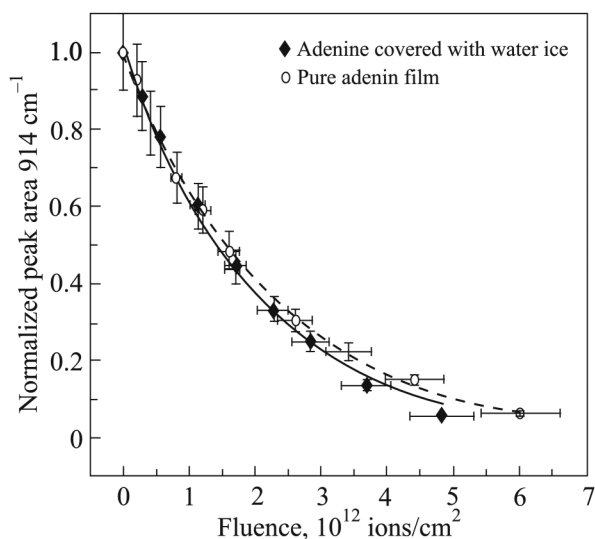 Adenine covered with water ice
Pure adenin film
Normalized peak area 914 cm⁻¹
1.0
0.8
0.6
0.4
0.2
0
0 1 2 3 4 5 6 7
Fluence, 10¹² ions/cm²